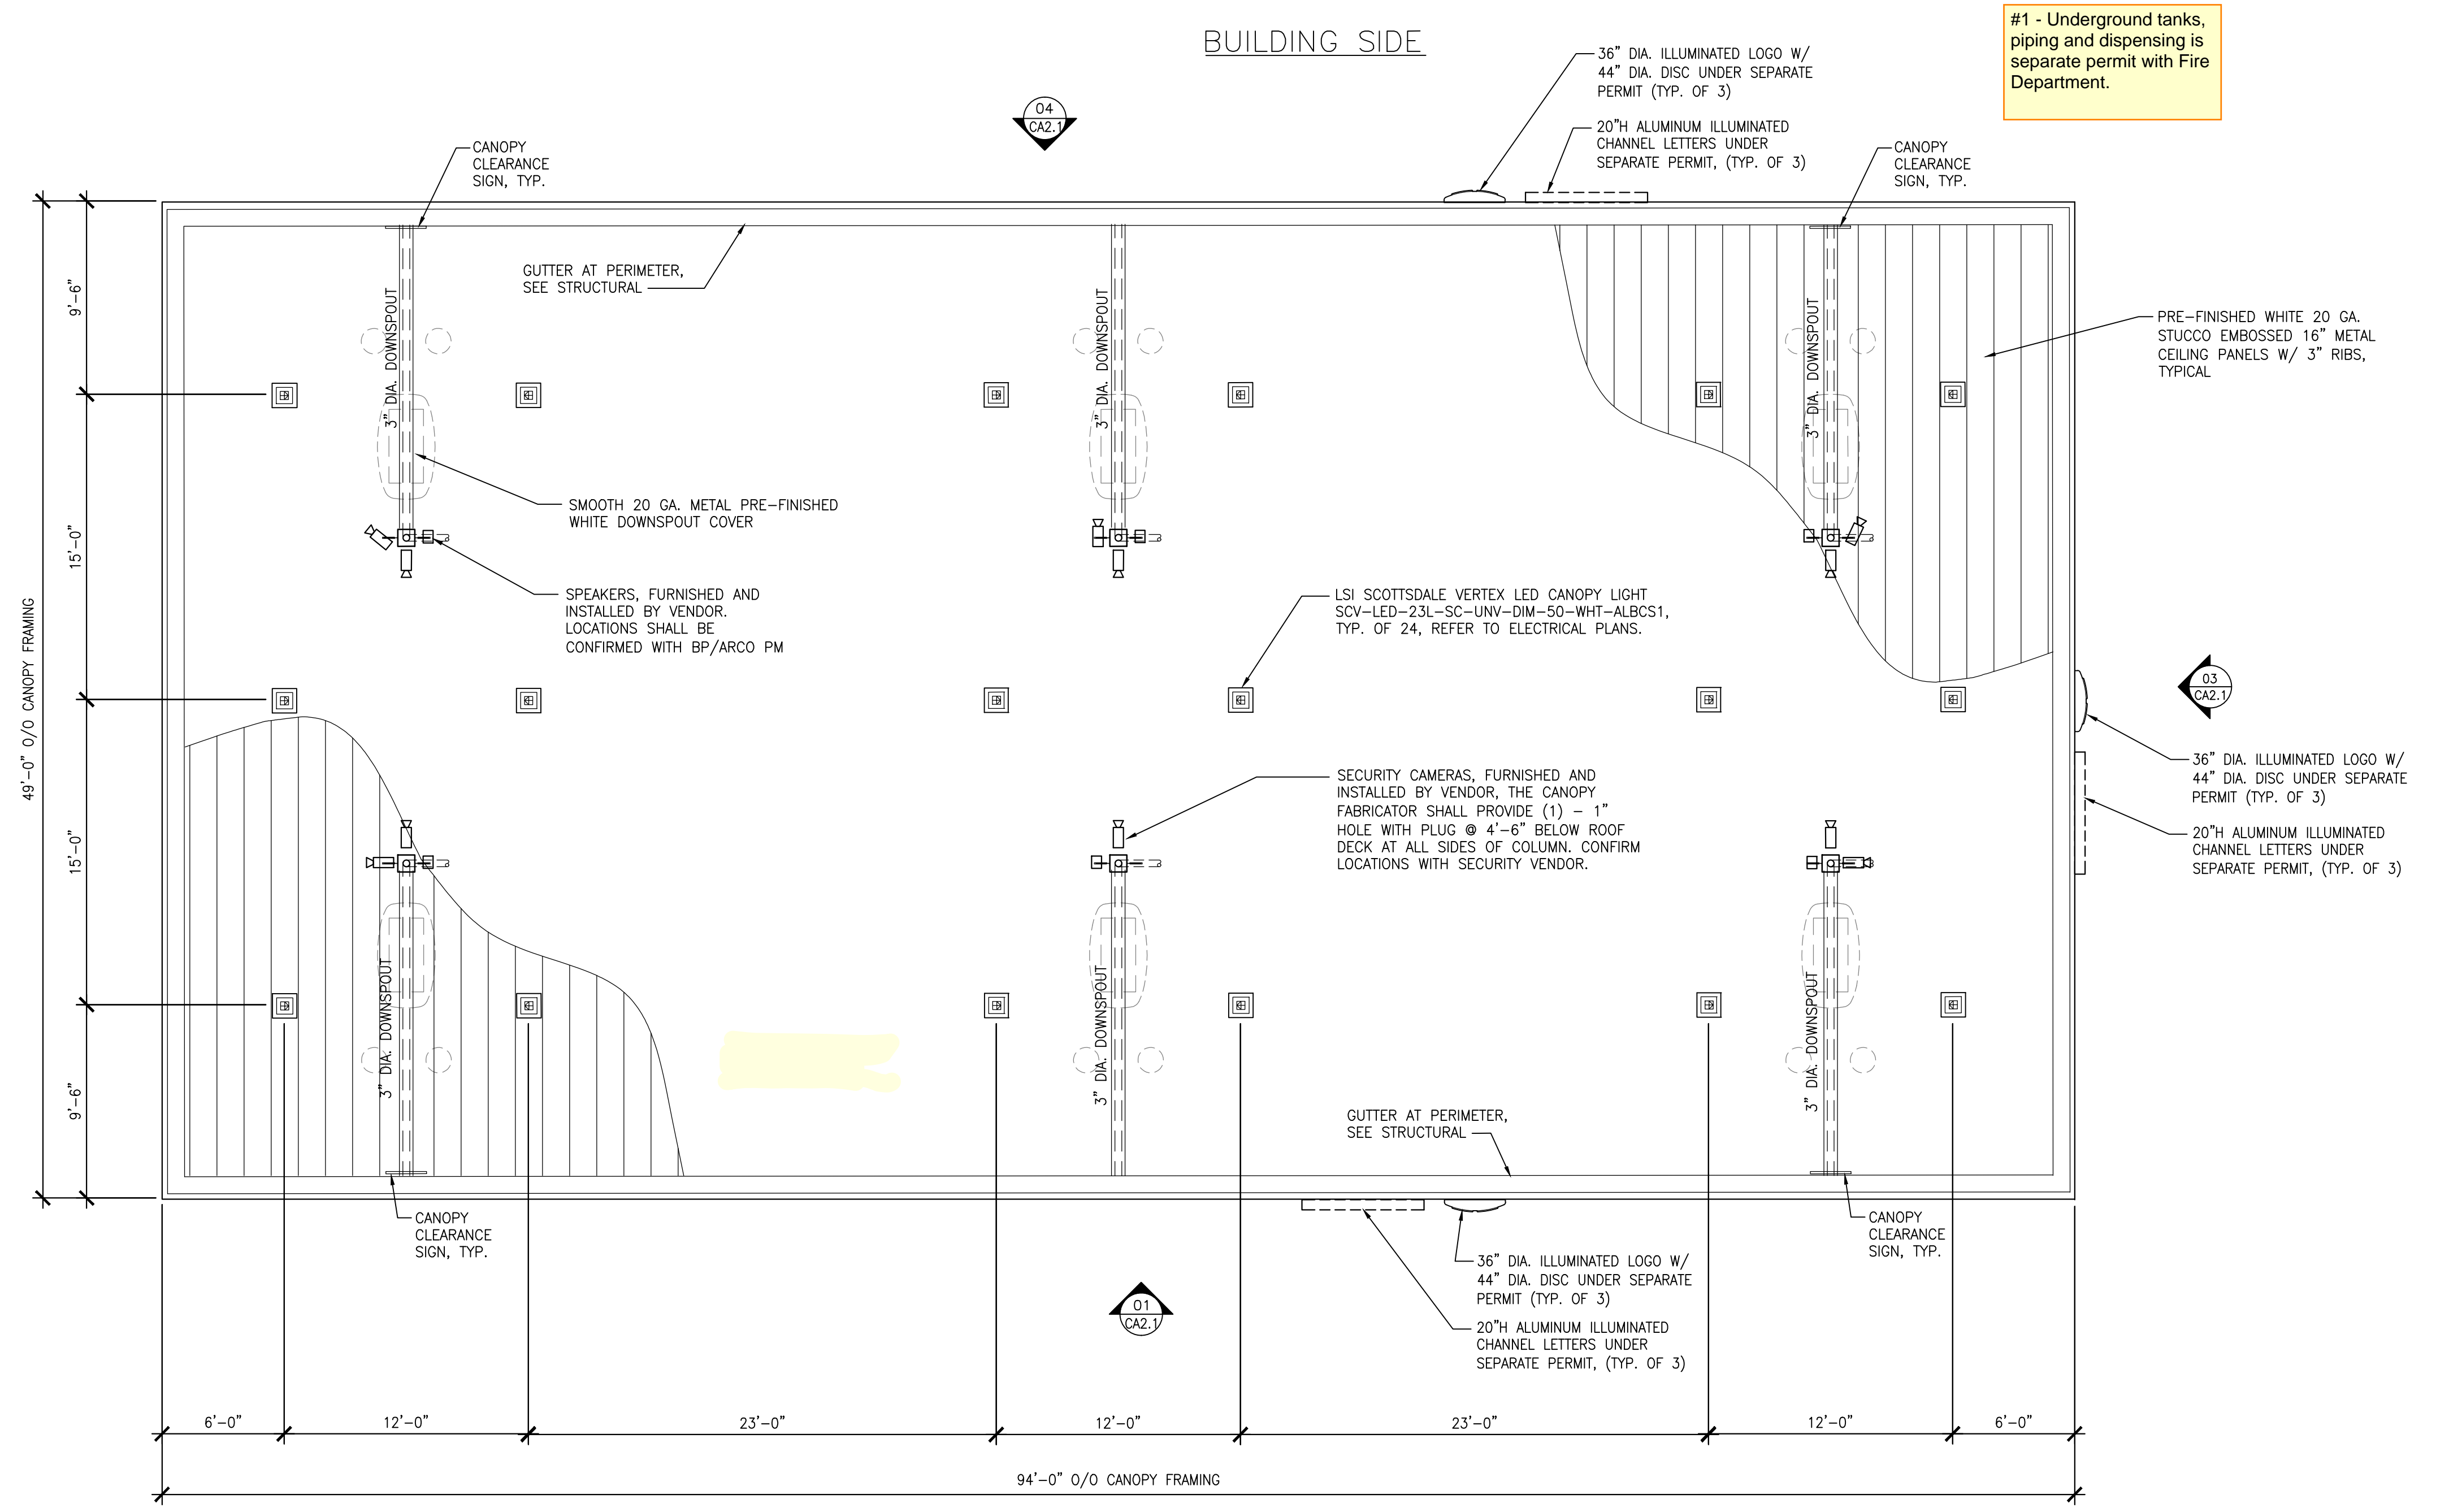 BUILDING SIDE
#1 - Underground tanks,
piping and dispensing is
separate permit with Fire
Department.
36" DIA. ILLUMINATED LOGO W/
44" DIA. DISC UNDER SEPARATE
PERMIT (TYP. OF 3)
20"H ALUMINUM ILLUMINATED
CHANNEL LETTERS UNDER
SEPARATE PERMIT, (TYP. OF 3)
04
CA2.1
CANOPY
CLEARANCE
SIGN, TYP.
CANOPY
CLEARANCE
SIGN, TYP.
GUTTER AT PERIMETER,
SEE STRUCTURAL
9'-6"
3" DIA. DOWNSPOUT
3" DIA. DOWNSPOUT
3" DIA. DOWNSPOUT
PRE-FINISHED WHITE 20 GA.
STUCCO EMBOSSED 16" METAL
CEILING PANELS W/ 3" RIBS,
TYPICAL
SMOOTH 20 GA. METAL PRE-FINISHED
WHITE DOWNSPOUT COVER
15'-0"
SPEAKERS, FURNISHED AND
INSTALLED BY VENDOR.
LOCATIONS SHALL BE
CONFIRMED WITH BP/ARCO PM
LSI SCOTTSDALE VERTEX LED CANOPY LIGHT
SCV-LED-23L-SC-UNV-DIM-50-WHT-ALBCS1,
TYP. OF 24, REFER TO ELECTRICAL PLANS.
49'-0" O/O CANOPY FRAMING
03
CA2.1
36" DIA. ILLUMINATED LOGO W/
44" DIA. DISC UNDER SEPARATE
PERMIT (TYP. OF 3)
20"H ALUMINUM ILLUMINATED
CHANNEL LETTERS UNDER
SEPARATE PERMIT, (TYP. OF 3)
SECURITY CAMERAS, FURNISHED AND
INSTALLED BY VENDOR, THE CANOPY
FABRICATOR SHALL PROVIDE (1) - 1"
HOLE WITH PLUG @ 4'-6" BELOW ROOF
DECK AT ALL SIDES OF COLUMN. CONFIRM
LOCATIONS WITH SECURITY VENDOR.
15'-0"
3" DIA. DOWNSPOUT
3" DIA. DOWNSPOUT
3" DIA. DOWNSPOUT
9'-6"
GUTTER AT PERIMETER,
SEE STRUCTURAL
CANOPY
CLEARANCE
SIGN, TYP.
CANOPY
CLEARANCE
SIGN, TYP.
36" DIA. ILLUMINATED LOGO W/
44" DIA. DISC UNDER SEPARATE
PERMIT (TYP. OF 3)
20"H ALUMINUM ILLUMINATED
CHANNEL LETTERS UNDER
SEPARATE PERMIT, (TYP. OF 3)
01
CA2.1
6'-0"
12'-0"
23'-0"
12'-0"
23'-0"
12'-0"
6'-0"
94'-0" O/O CANOPY FRAMING